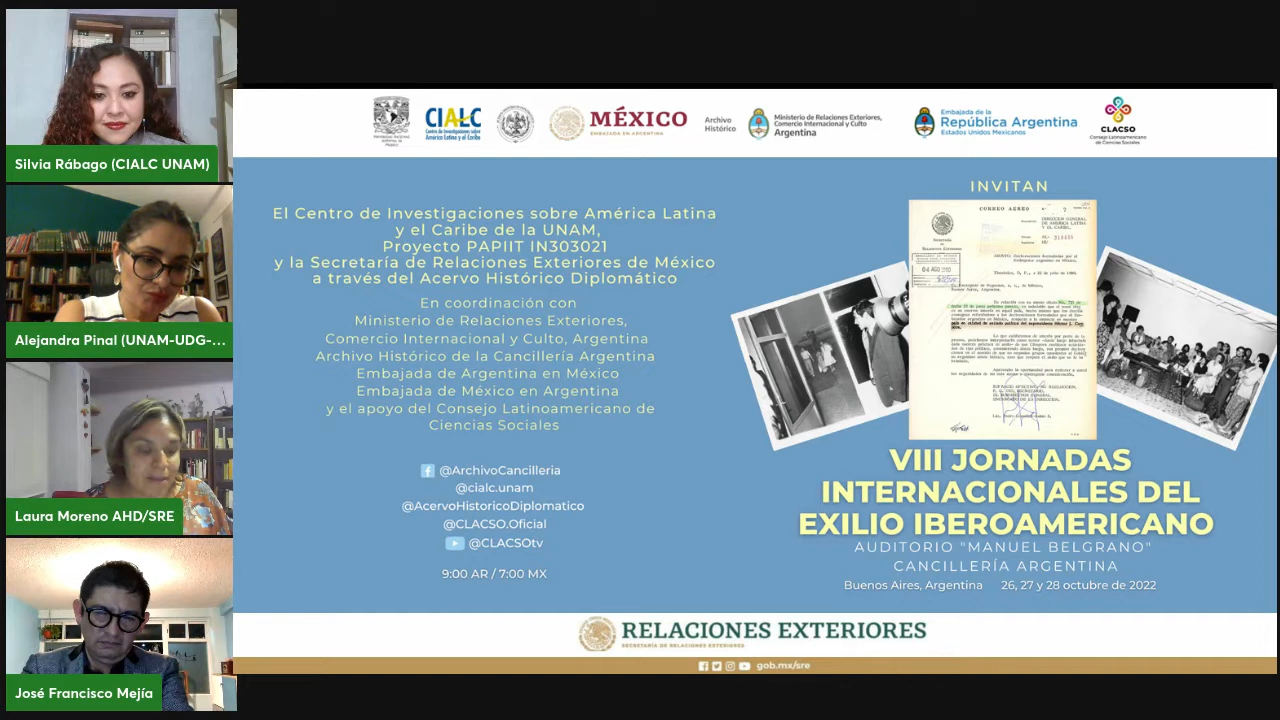 Silvia Rábago (CIALC UNAM)
Alejandra Pinal (UNAM-UDG-...
Laura Moreno AHD/SRE
José Francisco Mejía
CIALC
Centro de Investigaciones sobre
América Latina y el Caribe
MÉXICO
EMBAJADA EN ARGENTINA
Archivo
Histórico
Ministerio de Relaciones Exteriores,
Comercio Internacional y Culto
Argentina
Embajada de la
República Argentina
Estados Unidos Mexicanos
CLACSO
Consejo Latinoamericano
de Ciencias Sociales
El Centro de Investigaciones sobre América Latina
y el Caribe de la UNAM,
Proyecto PAPIIT IN303021
y la Secretaría de Relaciones Exteriores de México
a través del Acervo Histórico Diplomático
En coordinación con
Ministerio de Relaciones Exteriores,
Comercio Internacional y Culto, Argentina
Archivo Histórico de la Cancillería Argentina
Embajada de Argentina en México
Embajada de México en Argentina
y el apoyo del Consejo Latinoamericano de
Ciencias Sociales
@ArchivoCancilleria
@cialc.unam
@AcervoHistoricoDiplomatico
@CLACSO.Oficial
@CLACSOtv
9:00 AR / 7:00 MX
INVITAN
CORREO AEREO
VIII JORNADAS
INTERNACIONALES DEL
EXILIO IBEROAMERICANO
AUDITORIO "MANUEL BELGRANO"
CANCILLERÍA ARGENTINA
Buenos Aires, Argentina 26, 27 y 28 octubre de 2022
RELACIONES EXTERIORES
SECRETARÍA DE RELACIONES EXTERIORES
gob.mx/sre